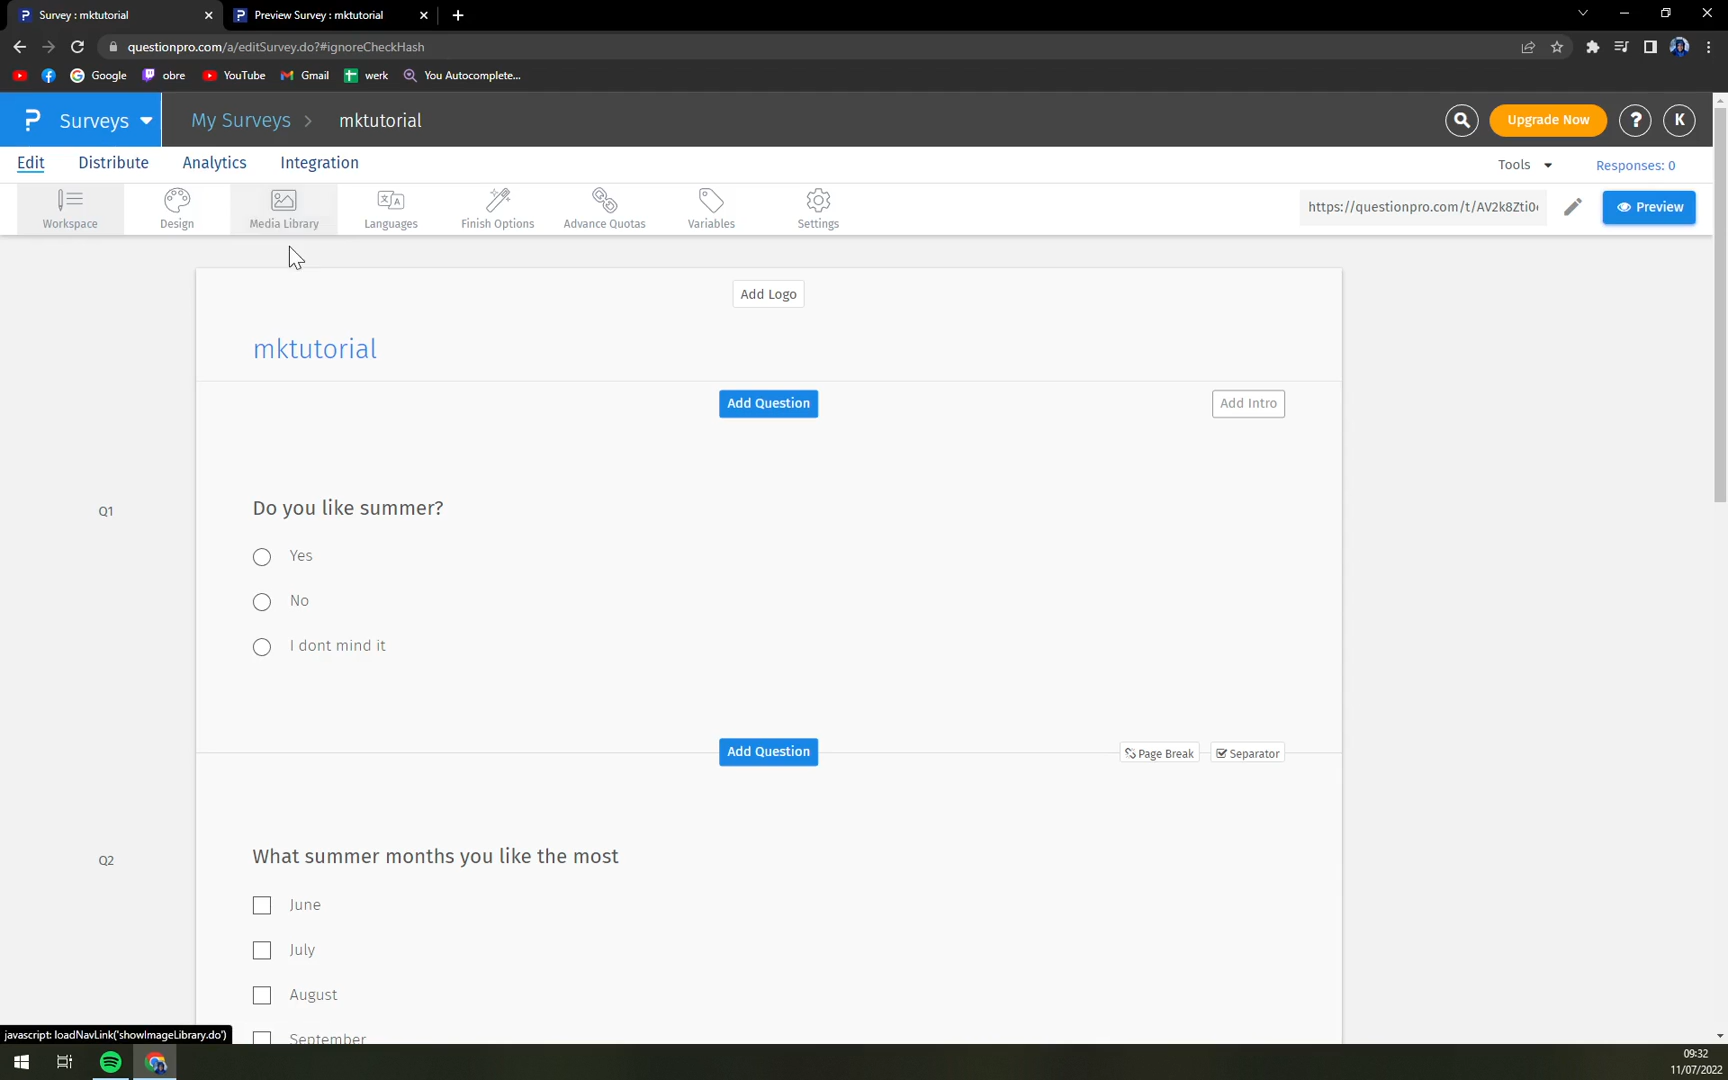 Survey : mktutorial
Preview Survey : mktutorial
questionpro.com/a/editSurvey.do?#ignoreCheckHash
Google
obre
YouTube
Gmail
werk
You Autocomplete...
Surveys
My Surveys > mktutorial
Upgrade Now
?
K
Edit
Distribute
Analytics
Integration
Tools
Responses: 0
Workspace
Design
Media Library
Languages
Finish Options
Advance Quotas
Variables
Settings
https://questionpro.com/t/AV2k8Zti0
Preview
Add Logo
mktutorial
Add Question
Add Intro
Q1
Do you like summer?
Yes
No
I dont mind it
Add Question
Page Break
Separator
Q2
What summer months you like the most
June
July
August
September
javascript: loadNavLink('showImageLibrary.do')
09:32
11/07/2022